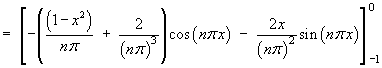 = [ -( (1-x²)/(nπ) + 2/(nπ)³ ) cos(nπx) - 2x/(nπ)² sin(nπx) ]₋₁⁰